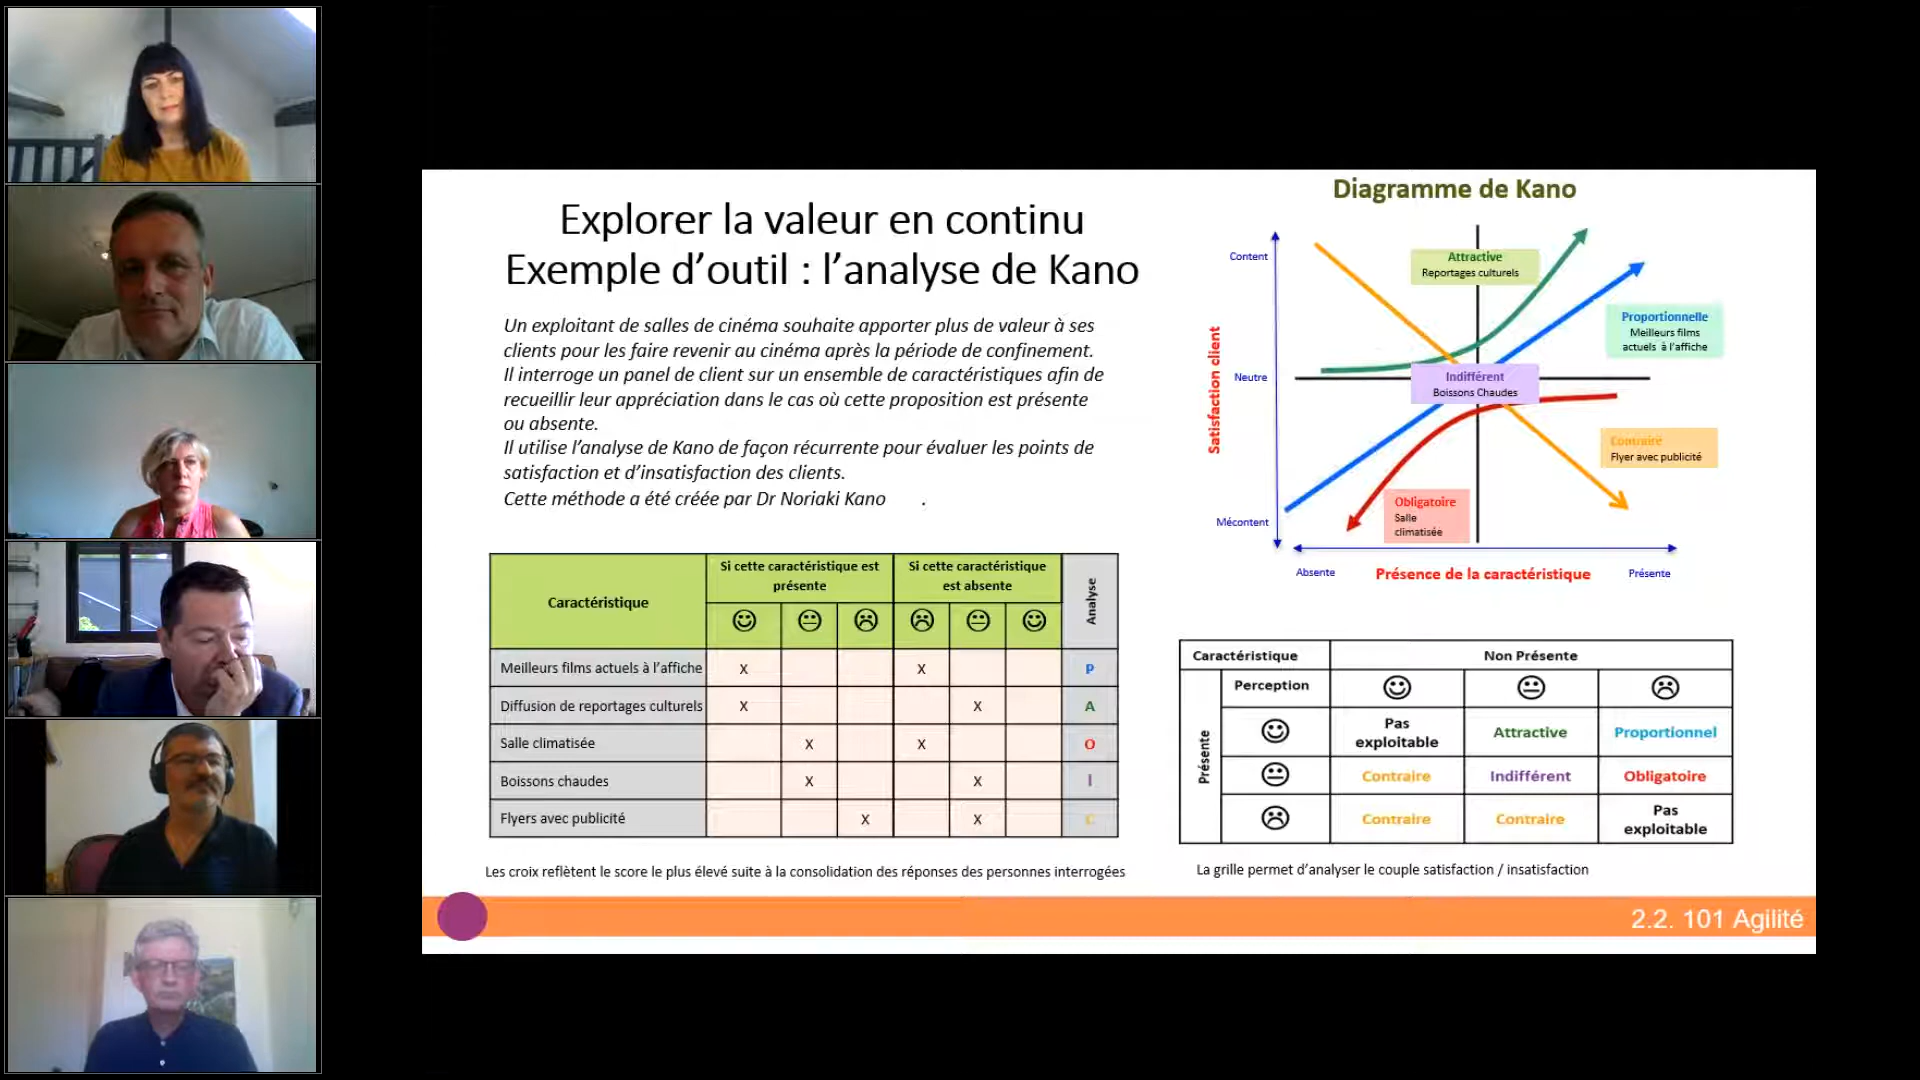 Explorer la valeur en continu
Exemple d’outil : l’analyse de Kano
Un exploitant de salles de cinéma souhaite apporter plus de valeur à ses
clients pour les faire revenir au cinéma après la période de confinement.
Il interroge un panel de client sur un ensemble de caractéristiques afin de
recueillir leur appréciation dans le cas où cette proposition est présente
ou absente.
Il utilise l’analyse de Kano de façon récurrente pour évaluer les points de
satisfaction et d’insatisfaction des clients.
Cette méthode a été créée par Dr Noriaki Kano .
Caractéristique
Si cette caractéristique est
présente
Si cette caractéristique
est absente
Analyse
Meilleurs films actuels à l’affiche X X P
Diffusion de reportages culturels X X A
Salle climatisée X X O
Boissons chaudes X X I
Flyers avec publicité X X C
Les croix reflètent le score le plus élevé suite à la consolidation des réponses des personnes interrogées
Diagramme de Kano
Content
Neutre
Mécontent
Satisfaction client
Attractive
Reportages culturels
Proportionnelle
Meilleurs films
actuels à l’affiche
Indifférent
Boissons Chaudes
Contraire
Flyer avec publicité
Obligatoire
Salle
climatisée
Absente
Présence de la caractéristique
Présente
Caractéristique Non Présente
Perception
Présente
Pas
exploitable
Attractive
Proportionnel
Contraire
Indifférent
Obligatoire
Contraire
Contraire
Pas
exploitable
La grille permet d’analyser le couple satisfaction / insatisfaction
2.2. 101 Agilité